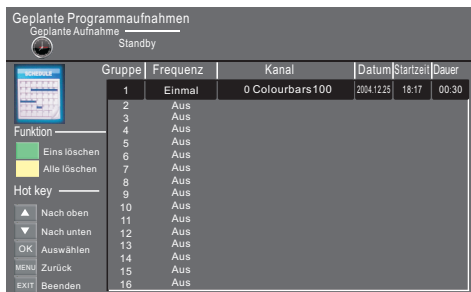 Geplante Programmaufnahmen
Geplante Aufnahme
Standby
SCHEDULE
Gruppe Frequenz Kanal Datum Startzeit Dauer
1 Einmal 0 Colourbars100 2004.12.25 18:17 00:30
2 Aus
3 Aus
4 Aus
5 Aus
6 Aus
7 Aus
8 Aus
9 Aus
10 Aus
11 Aus
12 Aus
13 Aus
14 Aus
15 Aus
16 Aus
Funktion
Eins löschen
Alle löschen
Hot key
Nach oben
Nach unten
OK Auswählen
MENU Zurück
EXIT Beenden